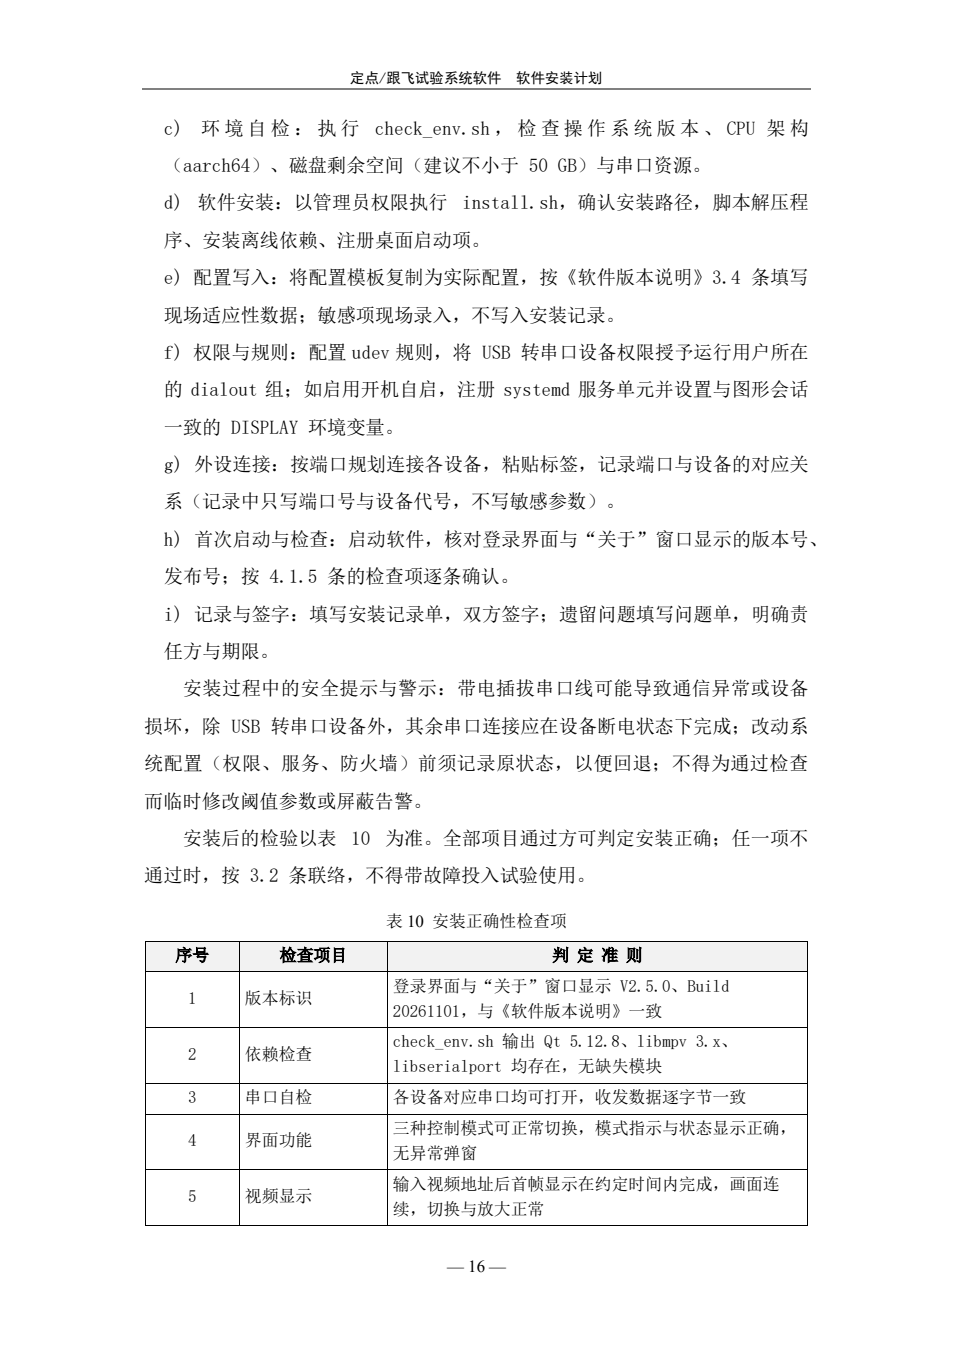 定点/跟飞试验系统软件　软件安装计划
c) 环境自检：执行 check_env.sh，检查操作系统版本、CPU 架构
（aarch64）、磁盘剩余空间（建议不小于 50 GB）与串口资源。
d) 软件安装：以管理员权限执行 install.sh，确认安装路径，脚本解压程
序、安装离线依赖、注册桌面启动项。
e) 配置写入：将配置模板复制为实际配置，按《软件版本说明》3.4 条填写
现场适应性数据；敏感项现场录入，不写入安装记录。
f) 权限与规则：配置 udev 规则，将 USB 转串口设备权限授予运行用户所在
的 dialout 组；如启用开机自启，注册 systemd 服务单元并设置与图形会话
一致的 DISPLAY 环境变量。
g) 外设连接：按端口规划连接各设备，粘贴标签，记录端口与设备的对应关
系（记录中只写端口号与设备代号，不写敏感参数）。
h) 首次启动与检查：启动软件，核对登录界面与“关于”窗口显示的版本号、
发布号；按 4.1.5 条的检查项逐条确认。
i) 记录与签字：填写安装记录单，双方签字；遗留问题填写问题单，明确责
任方与期限。
安装过程中的安全提示与警示：带电插拔串口线可能导致通信异常或设备
损坏，除 USB 转串口设备外，其余串口连接应在设备断电状态下完成；改动系
统配置（权限、服务、防火墙）前须记录原状态，以便回退；不得为通过检查
而临时修改阈值参数或屏蔽告警。
安装后的检验以表 10 为准。全部项目通过方可判定安装正确；任一项不
通过时，按 3.2 条联络，不得带故障投入试验使用。
表 10 安装正确性检查项
序号 检查项目 判 定 准 则
1 版本标识 登录界面与“关于”窗口显示 V2.5.0、Build
20261101，与《软件版本说明》一致
2 依赖检查 check_env.sh 输出 Qt 5.12.8、libmpv 3.x、
libserialport 均存在，无缺失模块
3 串口自检 各设备对应串口均可打开，收发数据逐字节一致
4 界面功能 三种控制模式可正常切换，模式指示与状态显示正确，
无异常弹窗
5 视频显示 输入视频地址后首帧显示在约定时间内完成，画面连
续，切换与放大正常
— 16 —